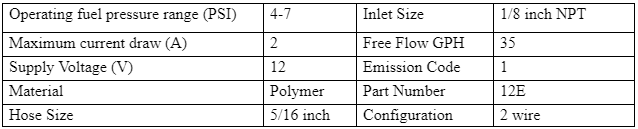 Operating fuel pressure range (PSI) 4-7 Inlet Size 1/8 inch NPT
Maximum current draw (A) 2 Free Flow GPH 35
Supply Voltage (V) 12 Emission Code 1
Material Polymer Part Number 12E
Hose Size 5/16 inch Configuration 2 wire